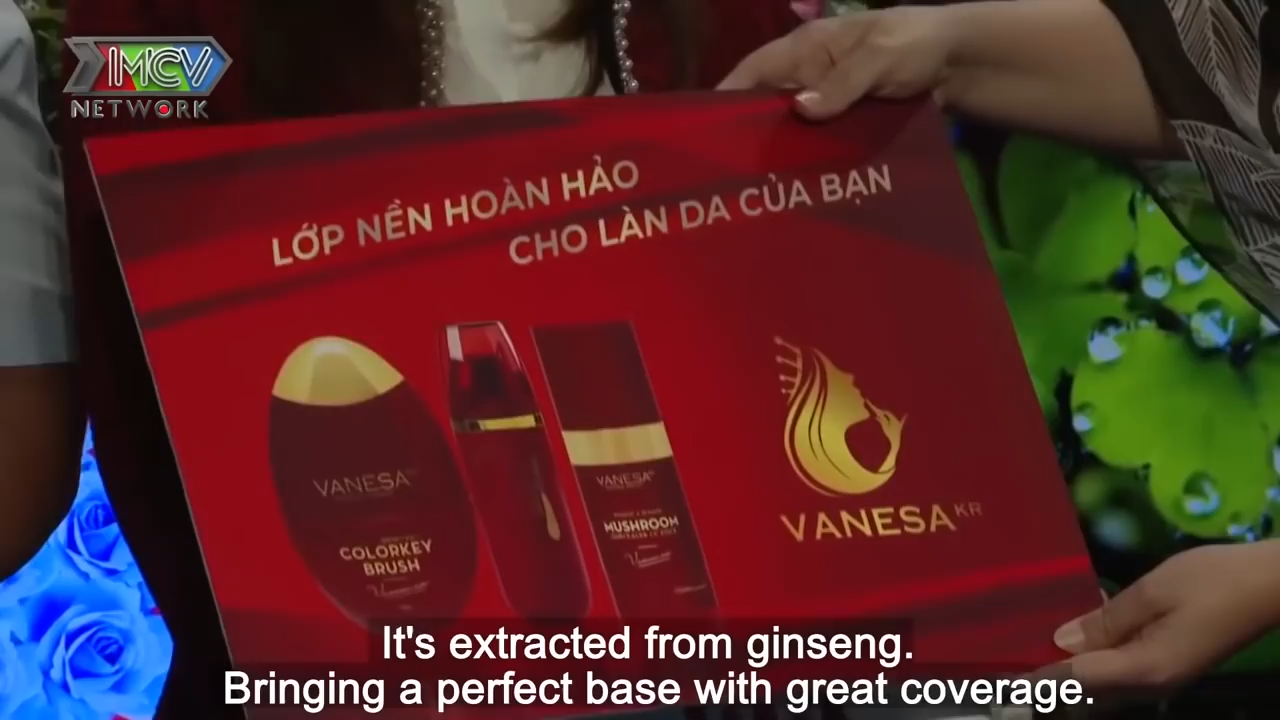 MCV
NETWORK
LỚP NỀN HOÀN HẢO
CHO LÀN DA CỦA BẠN
VANESA
COLORKEY
BRUSH
VANESA
MUSHROOM
VANESA KR
It's extracted from ginseng.
Bringing a perfect base with great coverage.